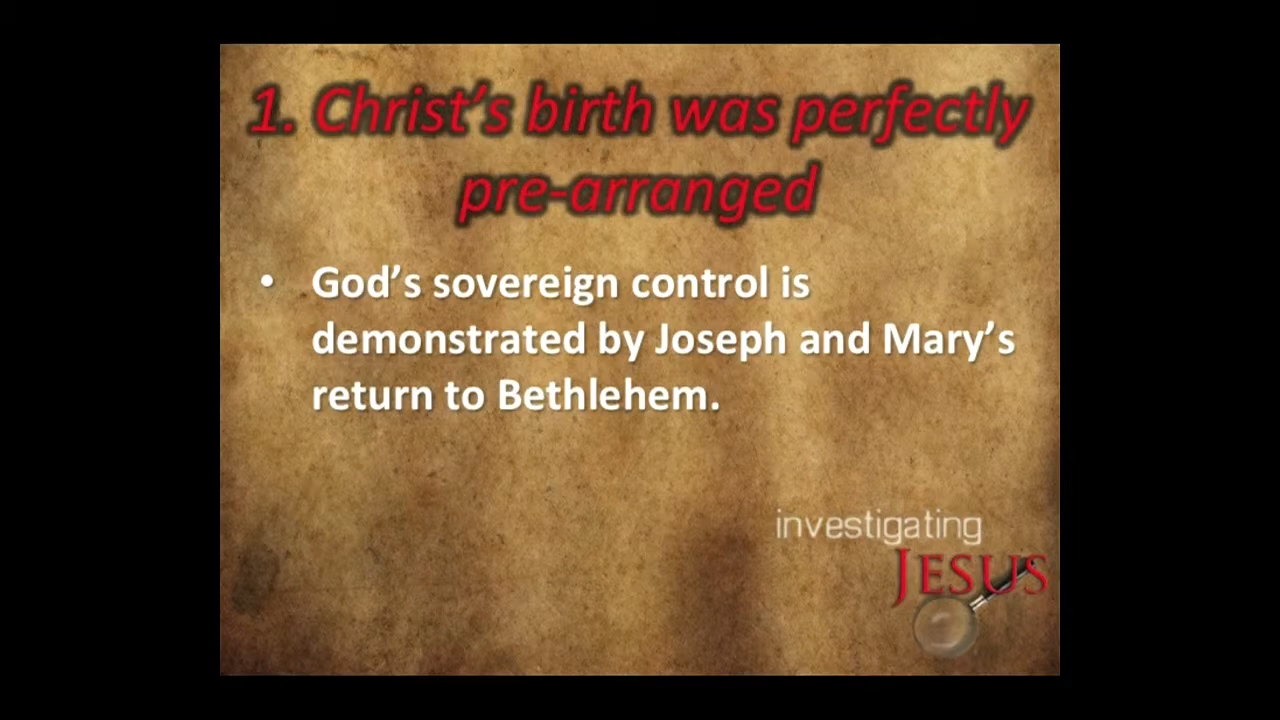 1. Christ’s birth was perfectly
pre-arranged
• God’s sovereign control is
demonstrated by Joseph and Mary’s
return to Bethlehem.
investigating
JESUS